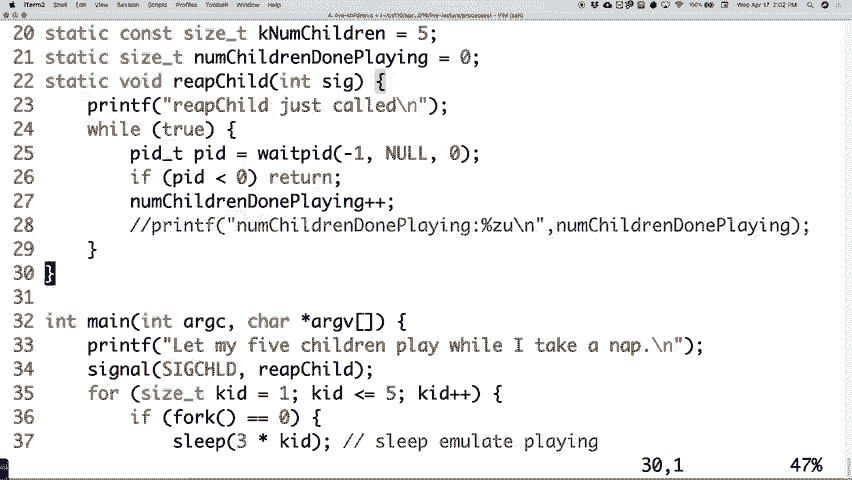 iTerm2 Shell Edit View Session Scripts Profiles Toolbelt Window Help 100% Wed Apr 17 2:02 PM
20 static const size_t kNumChildren = 5;
21 static size_t numChildrenDonePlaying = 0;
22 static void reapChild(int sig) {
23     printf("reapChild just called\n");
24     while (true) {
25         pid_t pid = waitpid(-1, NULL, 0);
26         if (pid < 0) return;
27         numChildrenDonePlaying++;
28         //printf("numChildrenDonePlaying:%zu\n",numChildrenDonePlaying);
29     }
30 }
31
32 int main(int argc, char *argv[]) {
33     printf("Let my five children play while I take a nap.\n");
34     signal(SIGCHLD, reapChild);
35     for (size_t kid = 1; kid <= 5; kid++) {
36         if (fork() == 0) {
37             sleep(3 * kid); // sleep emulate playing
30,1 47%